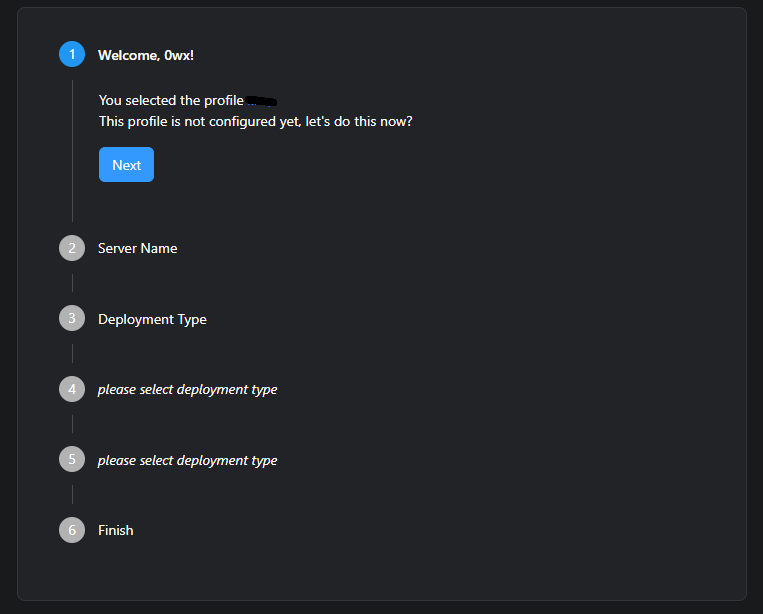 1 Welcome, 0wx!
You selected the profile
This profile is not configured yet, let's do this now?
Next
2 Server Name
3 Deployment Type
4 please select deployment type
5 please select deployment type
6 Finish